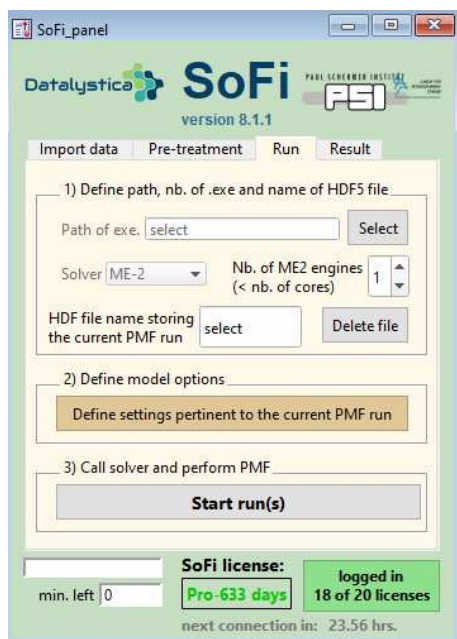 SoFi_panel
Datalystica
SoFi
PAUL SCHERRER INSTITUT
PSI
version 8.1.1
Import data Pre-treatment Run Result
1) Define path, nb. of .exe and name of HDF5 file
Path of exe. select Select
Solver ME-2
Nb. of ME2 engines
(< nb. of cores)
1
HDF file name storing
the current PMF run
select
Delete file
2) Define model options
Define settings pertinent to the current PMF run
3) Call solver and perform PMF
Start run(s)
min. left 0
SoFi license:
Pro-633 days
logged in
18 of 20 licenses
next connection in: 23.56 hrs.